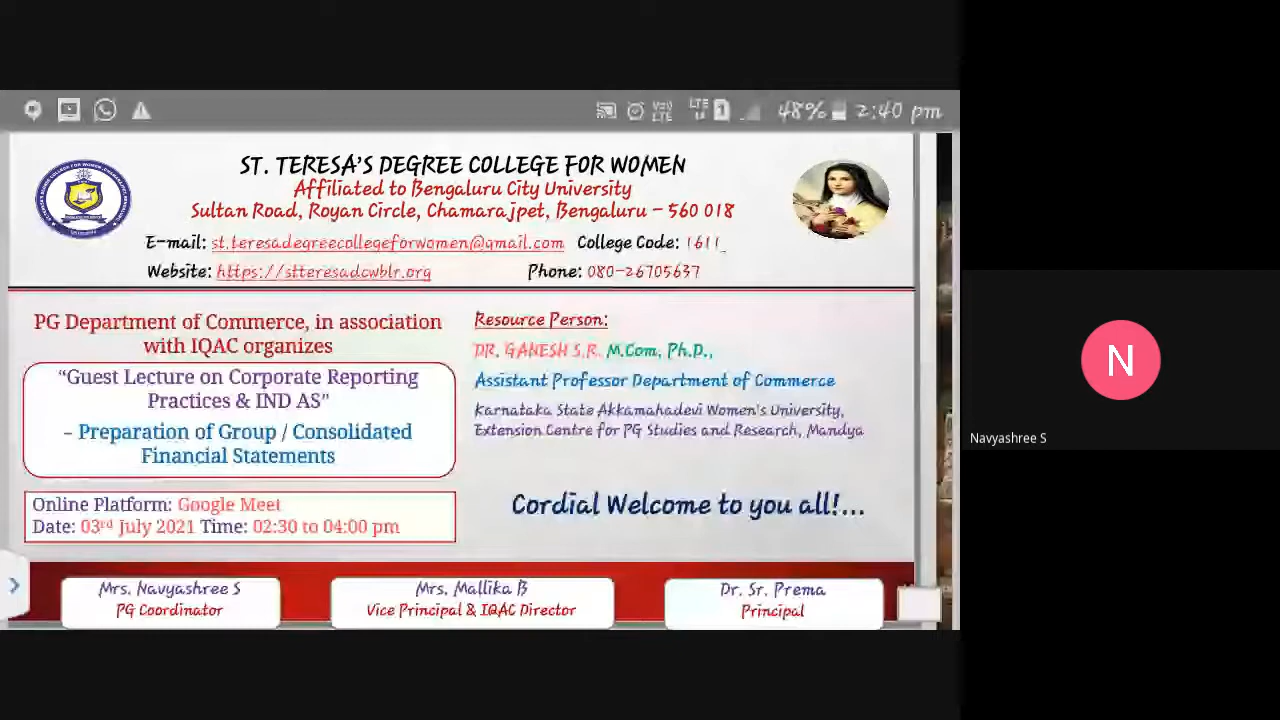 48% 2:40 pm
ST. TERESA'S DEGREE COLLEGE FOR WOMEN
Affiliated to Bengaluru City University
Sultan Road, Royan Circle, Chamarajpet, Bengaluru – 560 018
E-mail: st.teresadegreecollegeforwomen@gmail.com College Code: 1611
Website: https://stteresadcwblr.org Phone: 080-26705637
PG Department of Commerce, in association
with IQAC organizes
“Guest Lecture on Corporate Reporting
Practices & IND AS”
– Preparation of Group / Consolidated
Financial Statements
Online Platform: Google Meet
Date: 03rd July 2021 Time: 02:30 to 04:00 pm
Resource Person:
DR. GANESH S.R. M.Com, Ph.D.,
Assistant Professor Department of Commerce
Karnataka State Akkamahadevi Women's University,
Extension Centre for PG Studies and Research, Mandya
Cordial Welcome to you all!...
Mrs. Navyashree S
PG Coordinator
Mrs. Mallika B
Vice Principal & IQAC Director
Dr. Sr. Prema
Principal
N
Navyashree S